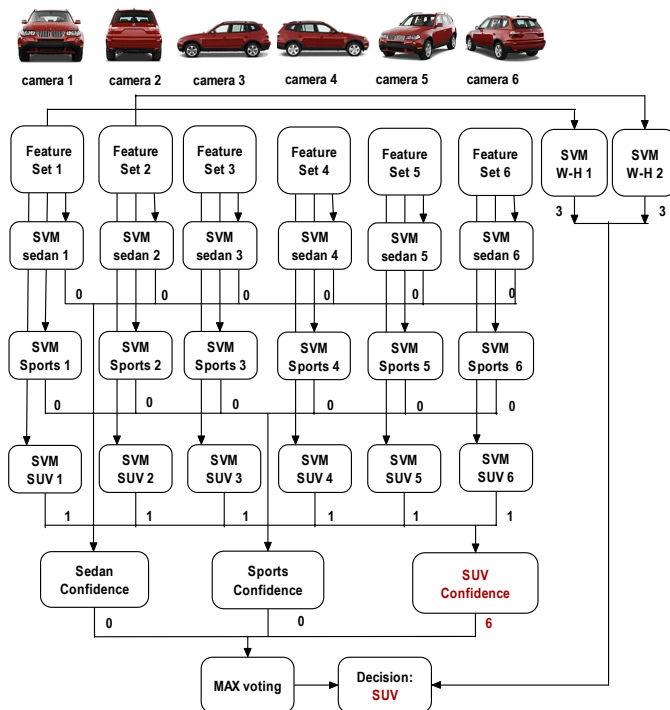 camera 1 camera 2 camera 3 camera 4 camera 5 camera 6
Feature Set 1
Feature Set 2
Feature Set 3
Feature Set 4
Feature Set 5
Feature Set 6
SVM W-H 1
SVM W-H 2
3 3
SVM sedan 1
SVM sedan 2
SVM sedan 3
SVM sedan 4
SVM sedan 5
SVM sedan 6
0 0 0 0 0 0
SVM Sports 1
SVM Sports 2
SVM Sports 3
SVM Sports 4
SVM Sports 5
SVM Sports 6
0 0 0 0 0 0
SVM SUV 1
SVM SUV 2
SVM SUV 3
SVM SUV 4
SVM SUV 5
SVM SUV 6
1 1 1 1 1 1
Sedan Confidence
Sports Confidence
SUV Confidence
0 0 6
MAX voting
Decision: SUV